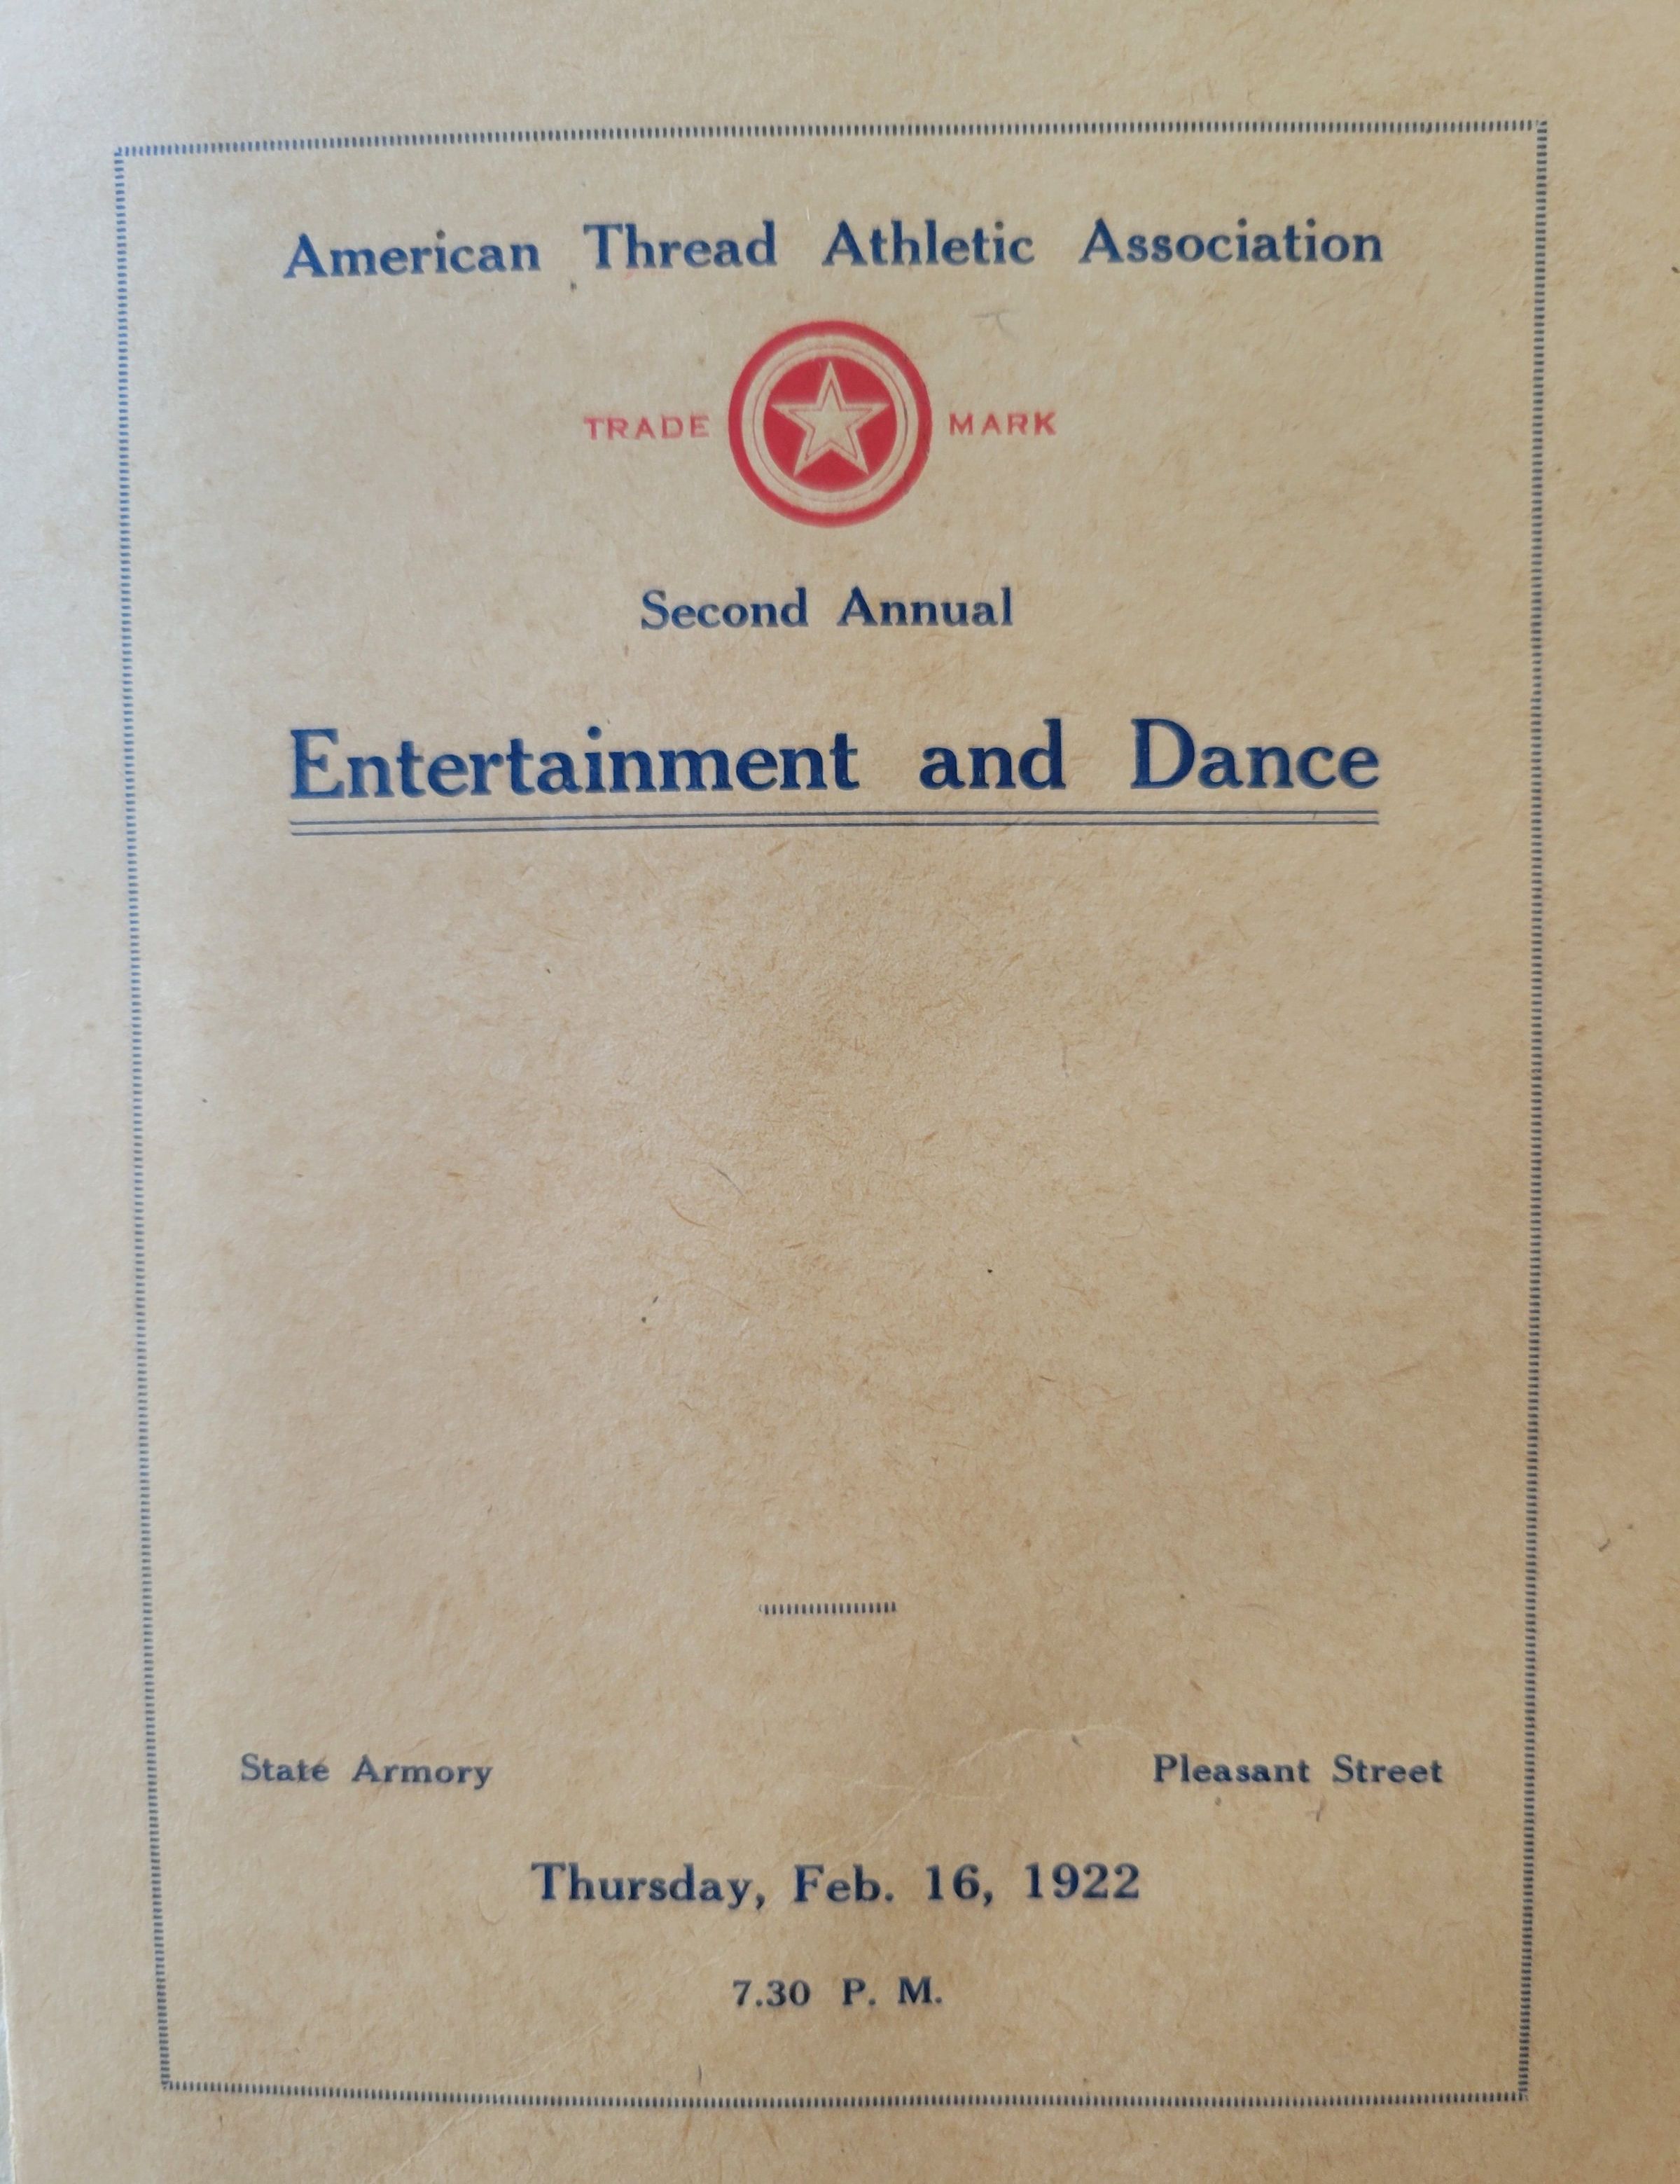 American Thread Athletic Association
TRADE MARK
Second Annual
Entertainment and Dance
State Armory Pleasant Street
Thursday, Feb. 16, 1922
7.30 P. M.